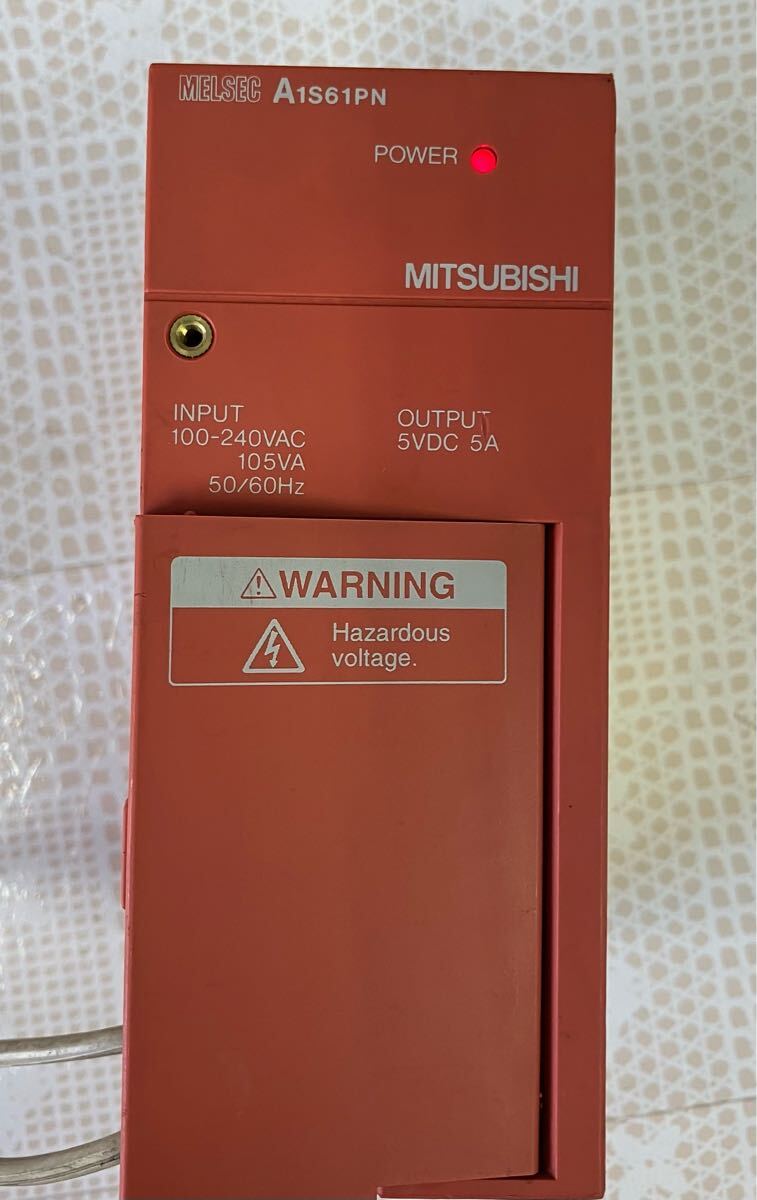 MELSEC A1S61PN
POWER
MITSUBISHI
INPUT
100-240VAC
105VA
50/60Hz
OUTPUT
5VDC 5A
WARNING
Hazardous
voltage.